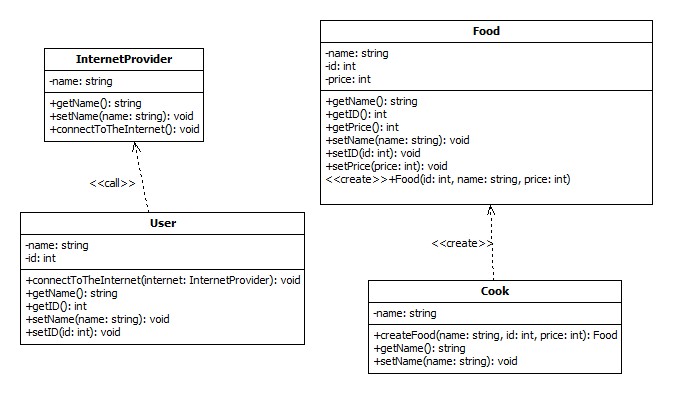 InternetProvider
-name: string
+getName(): string
+setName(name: string): void
+connectToTheInternet(): void
<<call>>
User
-name: string
-id: int
+connectToTheInternet(internet: InternetProvider): void
+getName(): string
+getID(): int
+setName(name: string): void
+setID(id: int): void
Food
-name: string
-id: int
-price: int
+getName(): string
+getID(): int
+getPrice(): int
+setName(name: string): void
+setID(id: int): void
+setPrice(price: int): void
<<create>>+Food(id: int, name: string, price: int)
<<create>>
Cook
-name: string
+createFood(name: string, id: int, price: int): Food
+getName(): string
+setName(name: string): void